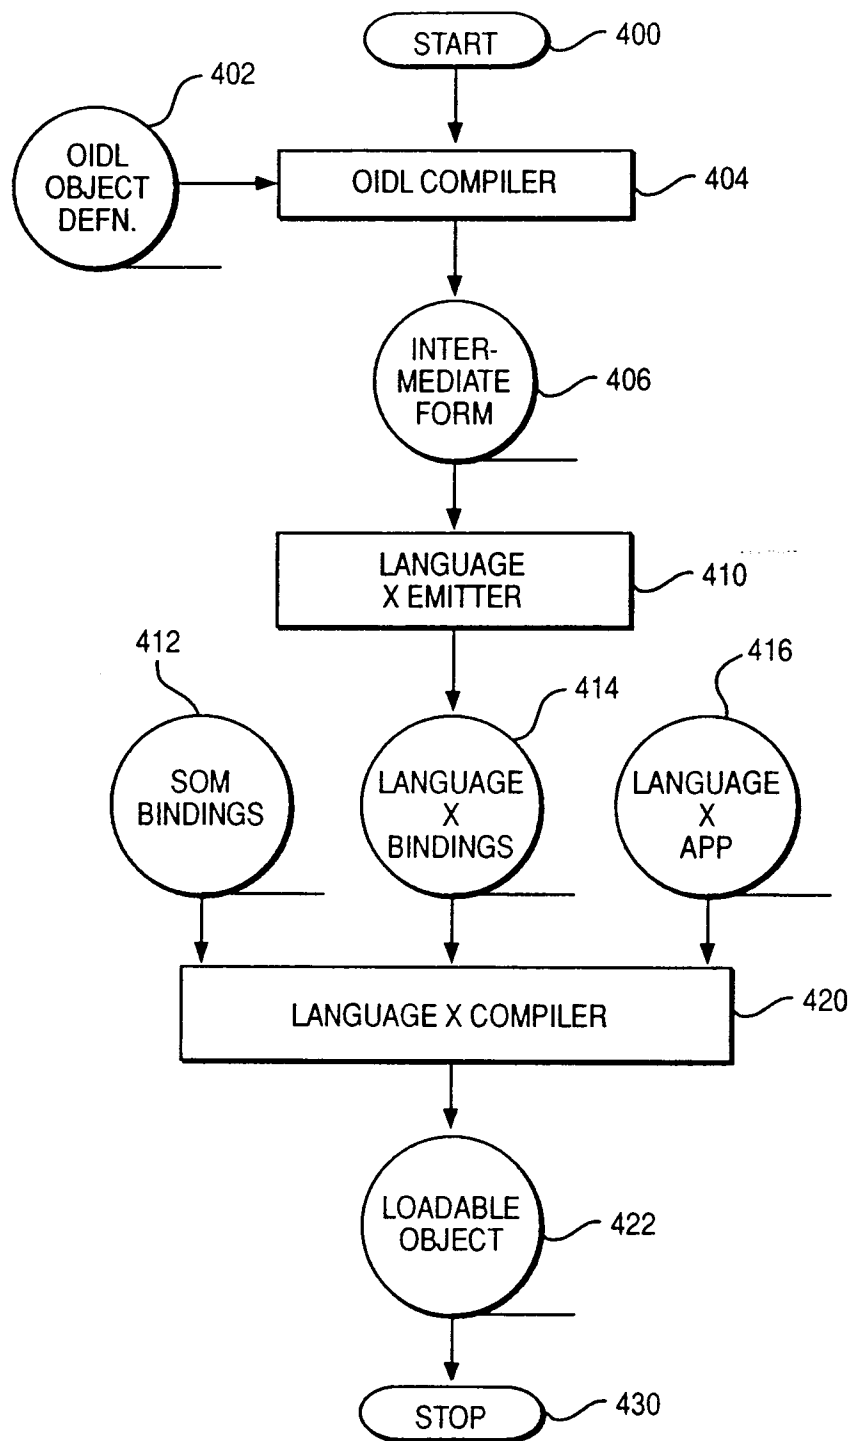 START
400
402
OIDL
OBJECT
DEFN.
OIDL COMPILER
404
INTER-
MEDIATE
FORM
406
LANGUAGE
X EMITTER
410
412
414
416
SOM
BINDINGS
LANGUAGE
X
BINDINGS
LANGUAGE
X
APP
LANGUAGE X COMPILER
420
LOADABLE
OBJECT
422
STOP
430